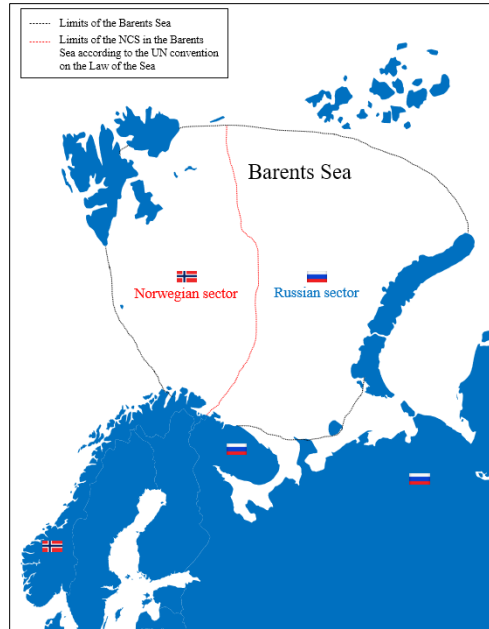 Limits of the Barents Sea
Limits of the NCS in the Barents
Sea according to the UN convention
on the Law of the Sea
Barents Sea
Norwegian sector
Russian sector